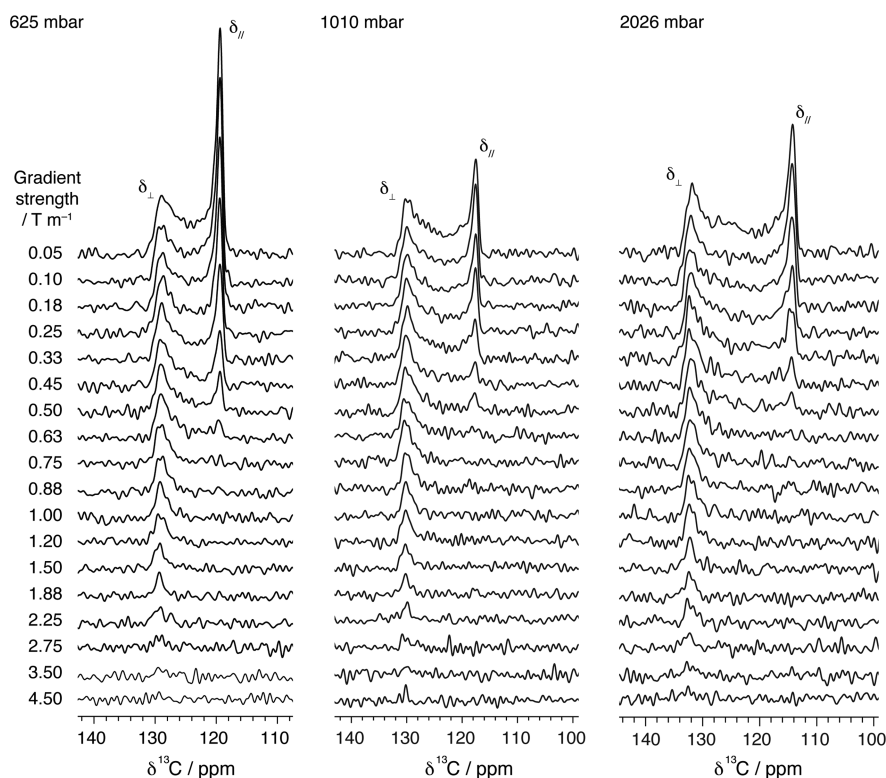 625 mbar
1010 mbar
2026 mbar
δ//
δ//
δ//
δ⊥
δ⊥
δ⊥
Gradient
strength
/ T m⁻¹
0.05
0.10
0.18
0.25
0.33
0.45
0.50
0.63
0.75
0.88
1.00
1.20
1.50
1.88
2.25
2.75
3.50
4.50
140 130 120 110
140 130 120 110 100
140 130 120 110 100
δ ¹³C / ppm
δ ¹³C / ppm
δ ¹³C / ppm